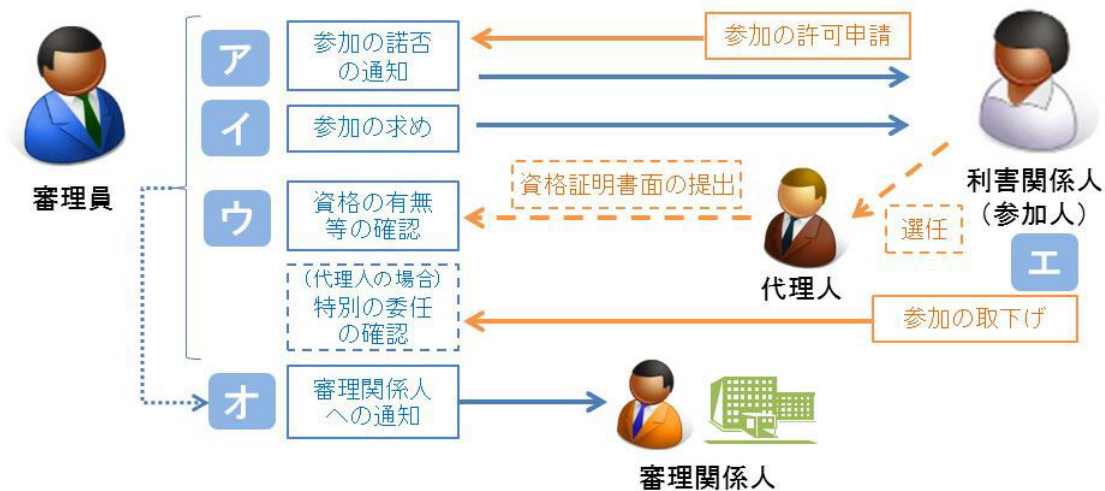 ア
参加の諾否
の通知
参加の許可申請
イ
参加の求め
審理員
ウ
資格の有無
等の確認
資格証明書面の提出
代理人
選任
利害関係人
（参加人）
エ
（代理人の場合）
特別の委任
の確認
参加の取下げ
オ
審理関係人
への通知
審理関係人